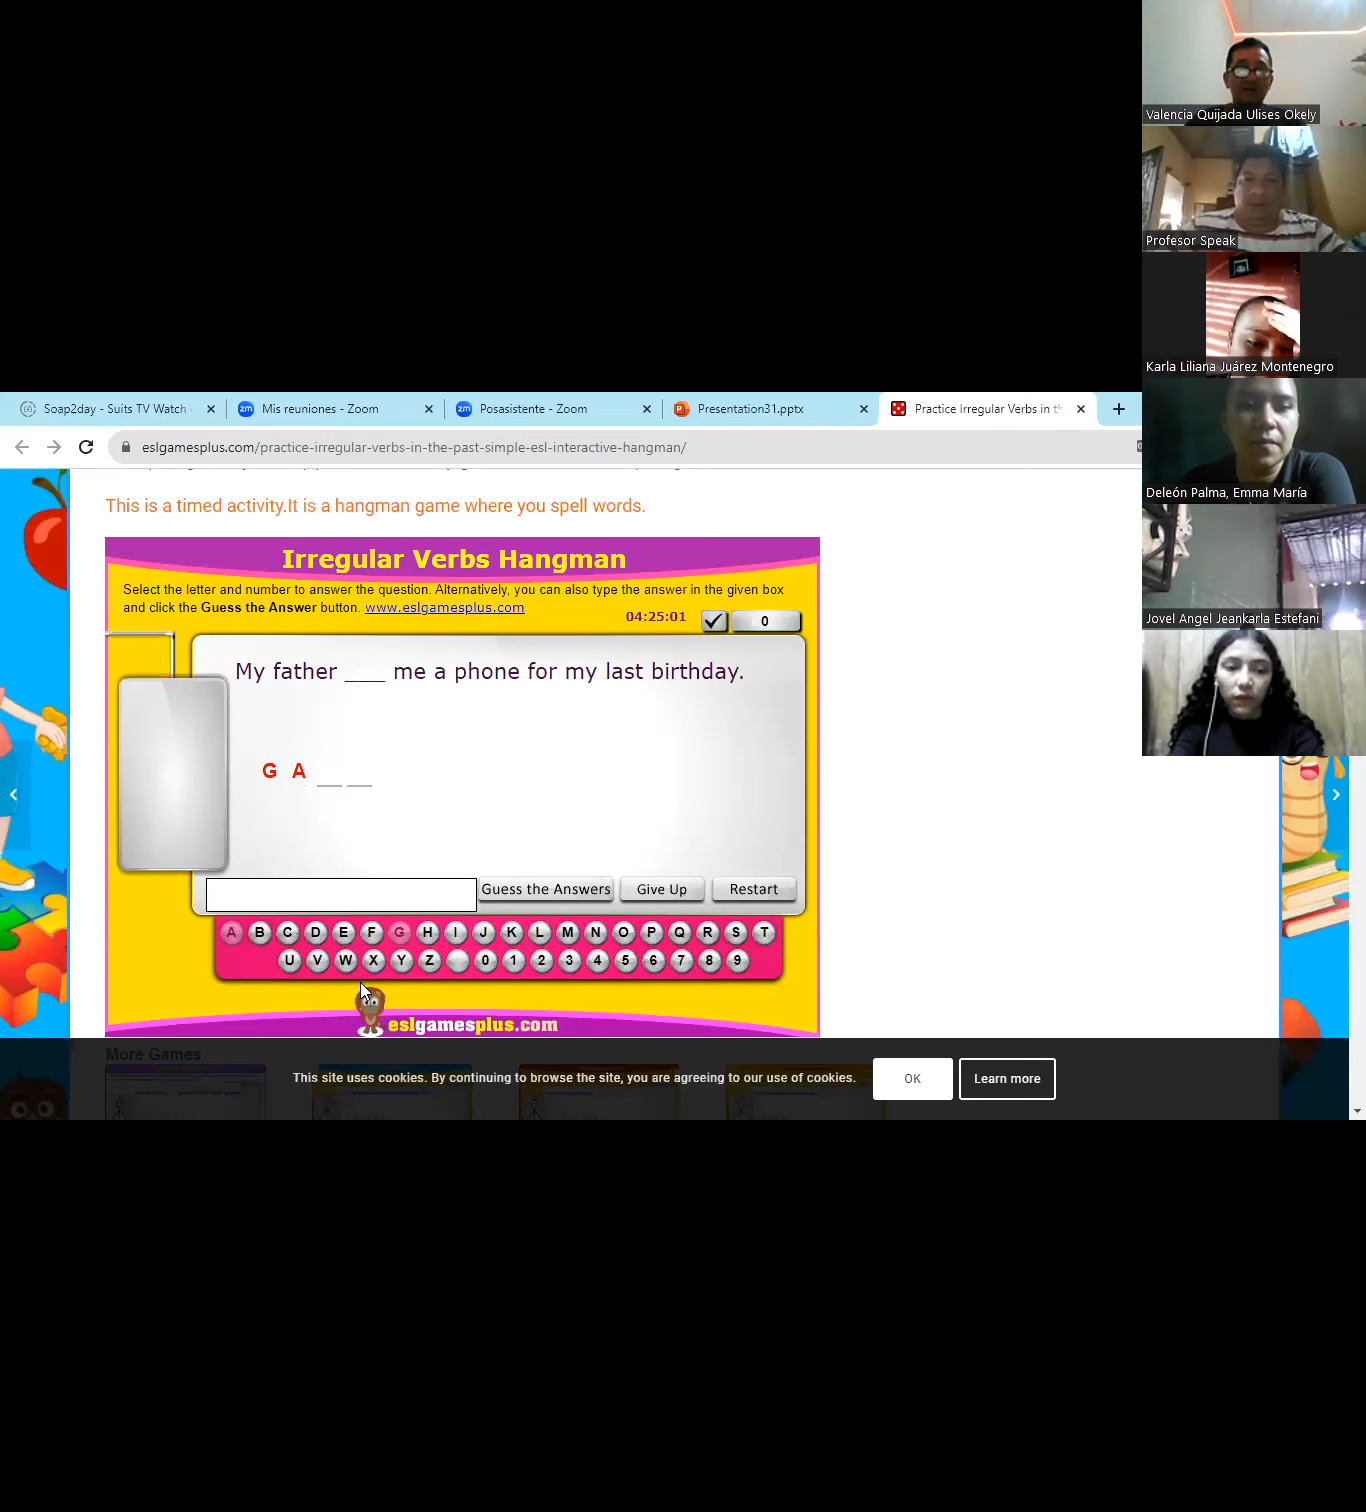 Valencia Quijada Ulises Okely
Profesor Speak
Karla Liliana Juárez Montenegro
Deleón Palma, Emma María
Jovel Angel Jeankarla Estefani
Soap2day - Suits TV Watch
Mis reuniones - Zoom
Posasistente - Zoom
Presentation31.pptx
Practice Irregular Verbs in th
eslgamesplus.com/practice-irregular-verbs-in-the-past-simple-esl-interactive-hangman/
This is a timed activity.It is a hangman game where you spell words.
Irregular Verbs Hangman
Select the letter and number to answer the question. Alternatively, you can also type the answer in the given box
and click the Guess the Answer button. www.eslgamesplus.com
04:25:01 0
My father ___ me a phone for my last birthday.
G A __ __
Guess the Answers Give Up Restart
A B C D E F G H I J K L M N O P Q R S T
U V W X Y Z 0 1 2 3 4 5 6 7 8 9
eslgamesplus.com
More Games
This site uses cookies. By continuing to browse the site, you are agreeing to our use of cookies. OK Learn more